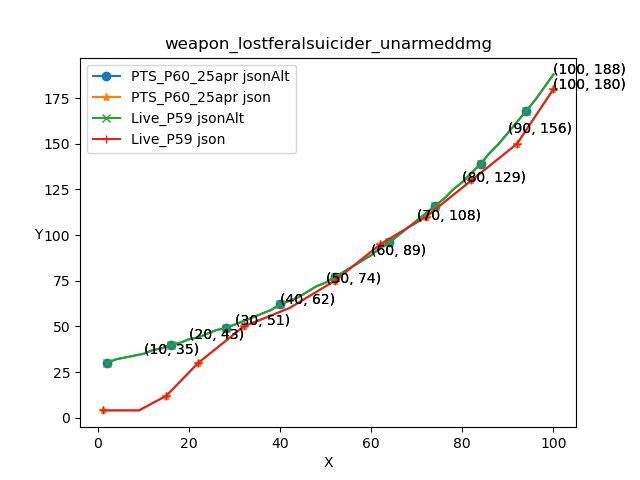 weapon_lostferalsuicider_unarmeddmg
PTS_P60_25apr jsonAlt
PTS_P60_25apr json
Live_P59 jsonAlt
Live_P59 json
(100, 188)
(100, 180)
(90, 156)
(80, 129)
(70, 108)
(60, 89)
(50, 74)
(40, 62)
(30, 51)
(20, 43)
(10, 35)
Y
175
150
125
100
75
50
25
0
0 20 40 60 80 100
X